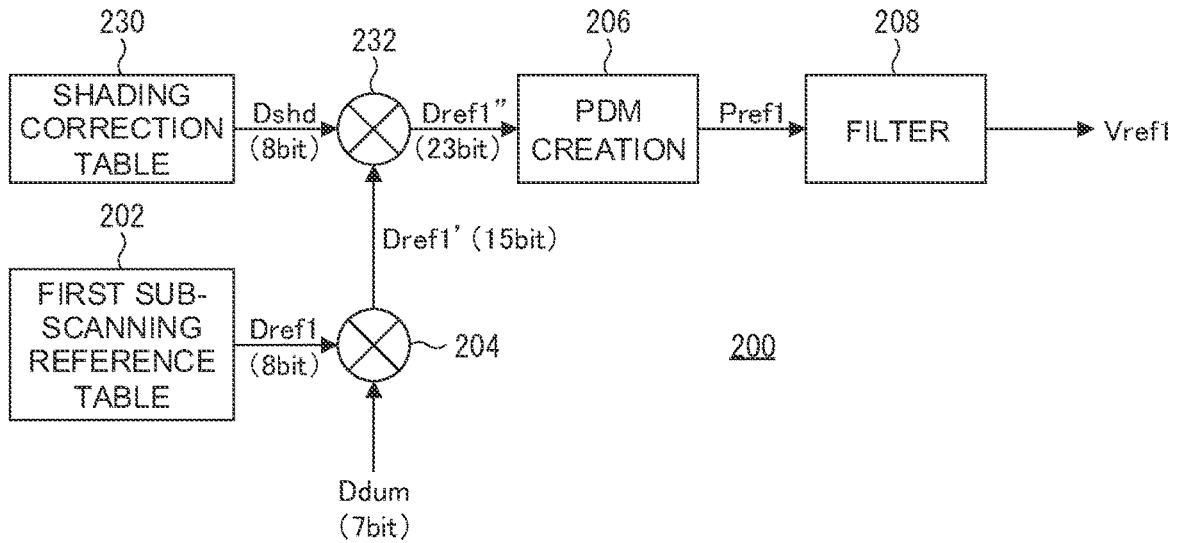 230
SHADING
CORRECTION
TABLE
Dshd
(8bit)
232
Dref1"
(23bit)
206
PDM
CREATION
Pref1
208
FILTER
Vref1
Dref1' (15bit)
202
FIRST SUB-
SCANNING
REFERENCE
TABLE
Dref1
(8bit)
204
200
Ddum
(7bit)